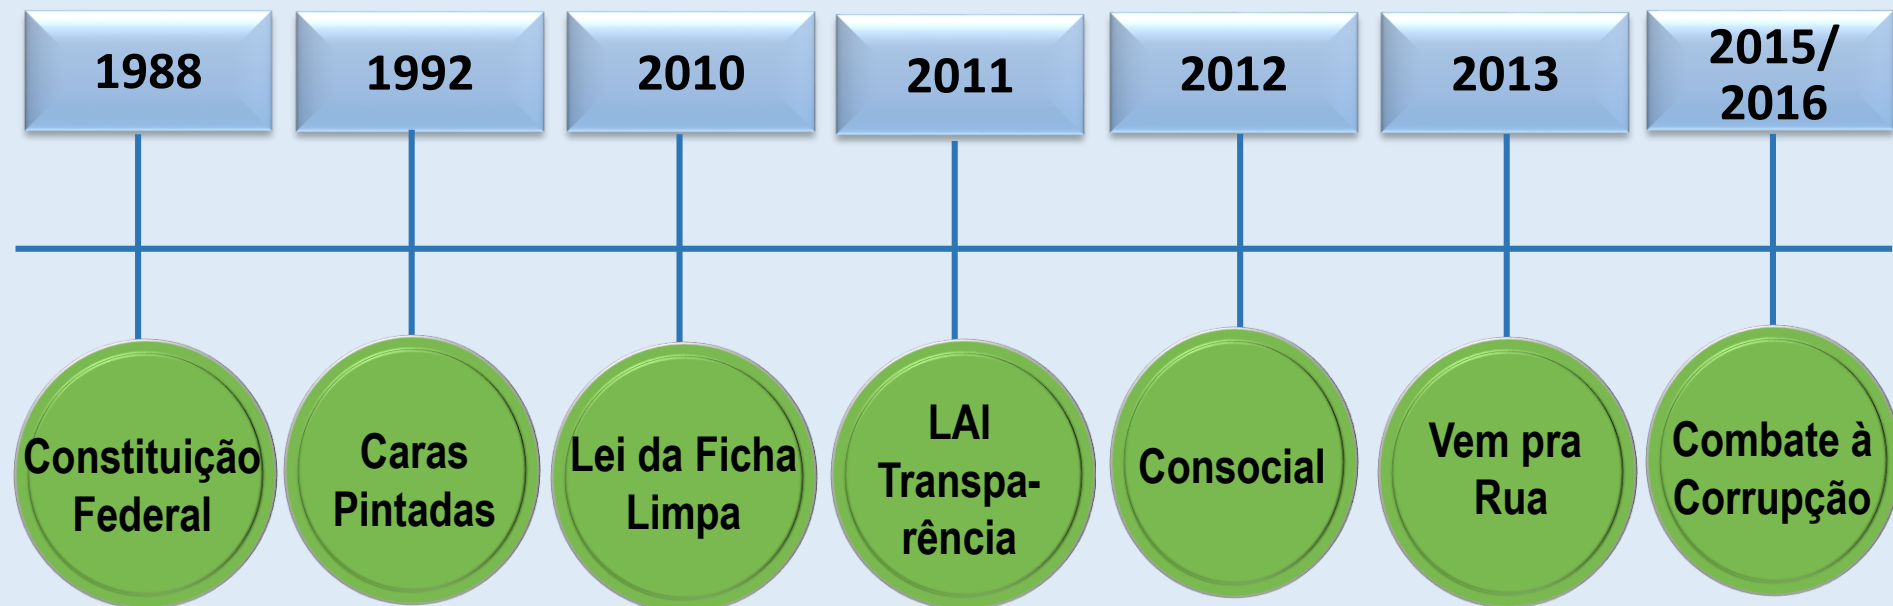 1988
1992
2010
2011
2012
2013
2015/
2016
Constituição
Federal
Caras
Pintadas
Lei da Ficha
Limpa
LAI
Transpa-
rência
Consocial
Vem pra
Rua
Combate à
Corrupção